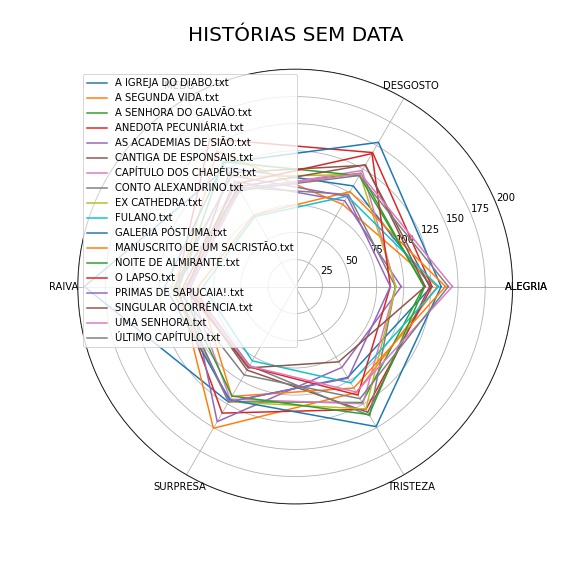 HISTÓRIAS SEM DATA
DESGOSTO
A IGREJA DO DIABO.txt
A SEGUNDA VIDA.txt
A SENHORA DO GALVÃO.txt
ANEDOTA PECUNIÁRIA.txt
AS ACADEMIAS DE SIÃO.txt
CANTIGA DE ESPONSAIS.txt
CAPÍTULO DOS CHAPÉUS.txt
CONTO ALEXANDRINO.txt
EX CATHEDRA.txt
FULANO.txt
GALERIA PÓSTUMA.txt
MANUSCRITO DE UM SACRISTÃO.txt
NOITE DE ALMIRANTE.txt
O LAPSO.txt
PRIMAS DE SAPUCAIA!.txt
SINGULAR OCORRÊNCIA.txt
UMA SENHORA.txt
ÚLTIMO CAPÍTULO.txt
25
50
75
100
125
150
175
200
RAIVA
ALEGRIA
SURPRESA
TRISTEZA